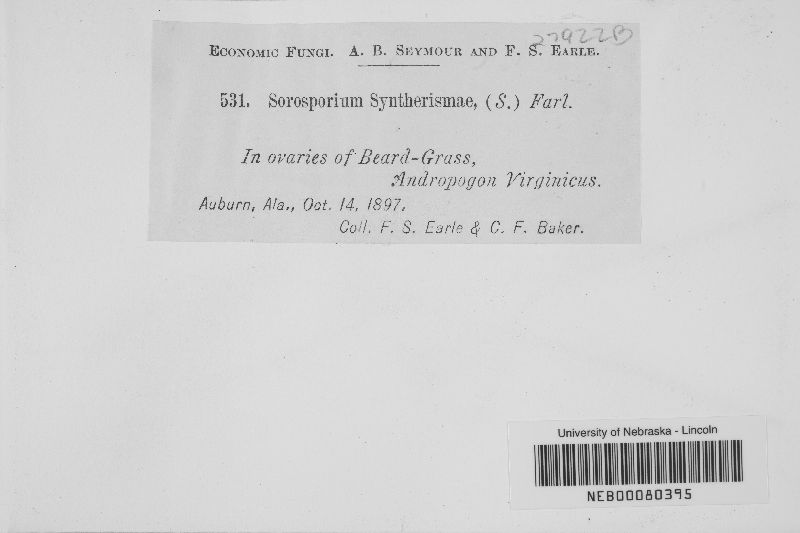 27922B
ECONOMIC FUNGI. A. B. SEYMOUR AND F. S. EARLE.
531. Sorosporium Syntherismae, (S.) Farl.
In ovaries of Beard-Grass,
Andropogon Virginicus.
Auburn, Ala., Oct. 14, 1897.
Coll. F. S. Earle & C. F. Baker.
University of Nebraska - Lincoln
NEB00080395